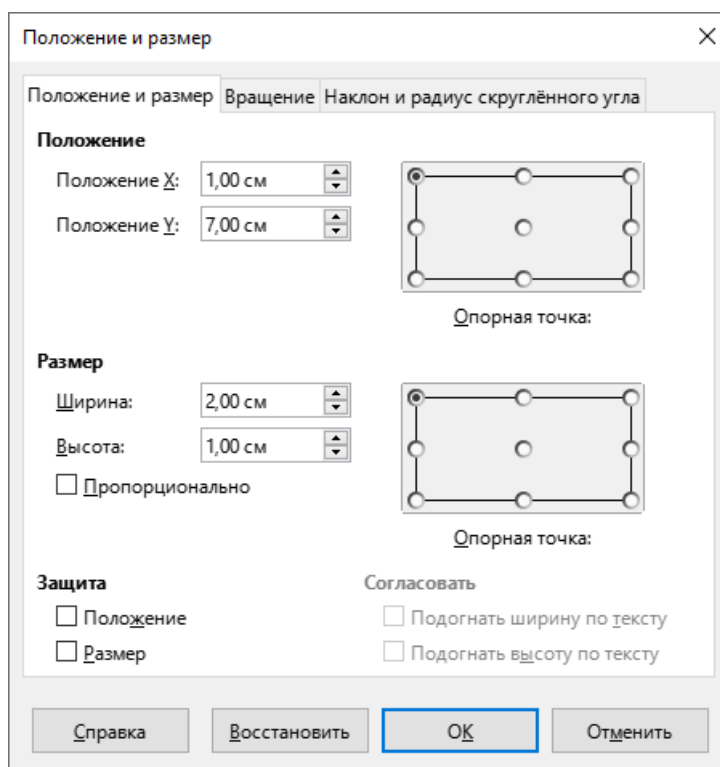 Положение и размер
Положение и размер Вращение Наклон и радиус скруглённого угла
Положение
Положение X: 1,00 см
Положение Y: 7,00 см
Опорная точка:
Размер
Ширина: 2,00 см
Высота: 1,00 см
Пропорционально
Опорная точка:
Защита Согласовать
Положение Подогнать ширину по тексту
Размер Подогнать высоту по тексту
Справка Восстановить ОК Отменить